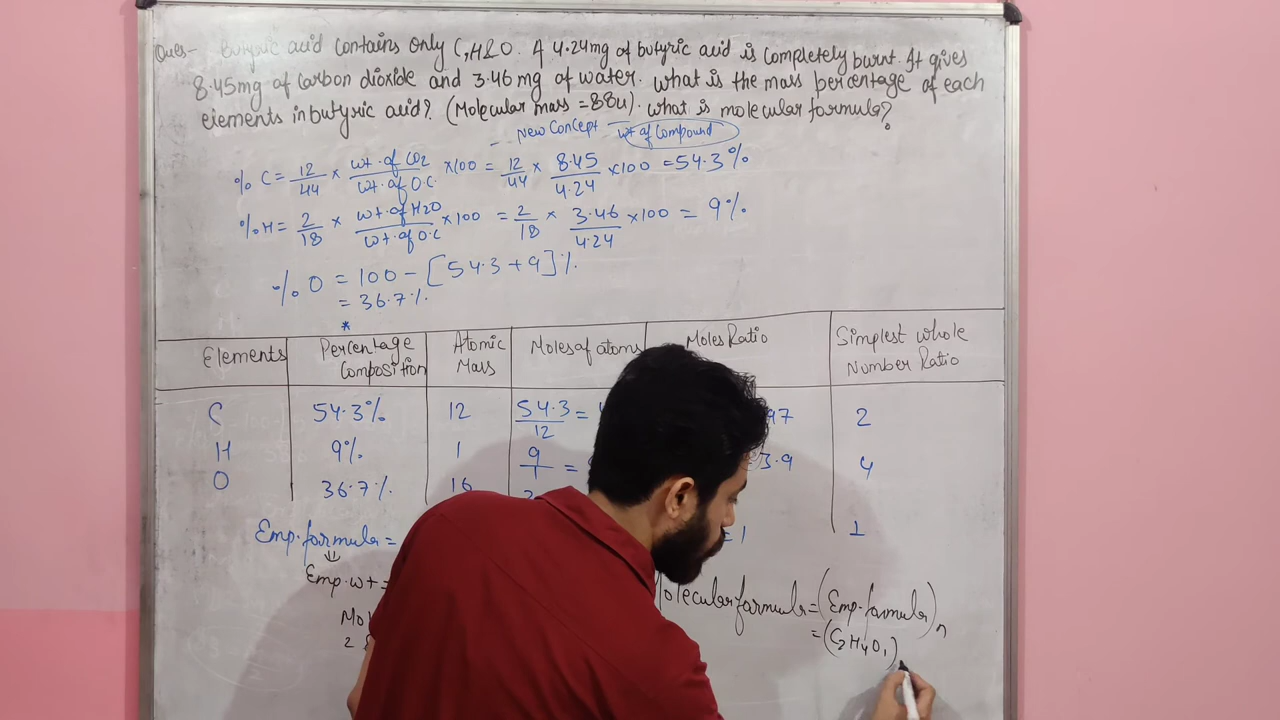 Ques- Butyric acid contains only C, H & O. A 4.24mg of butyric acid is completely burnt. It gives
8.45mg of carbon dioxide and 3.46 mg of water. What is the mass percentage of each
elements in butyric acid? (Molecular mass = 88u). What is molecular formula?
New Concept wt of Compound
% C = 12/44 × wt. of CO2/wt. of O.C. ×100 = 12/44 × 8.45/4.24 ×100 = 54.3%
% H = 2/18 × wt. of H2O/wt. of O.C ×100 = 2/18 × 3.46/4.24 ×100 = 9%
% O = 100 - [54.3 + 9]%
= 36.7%
*
Elements Percentage Composition Atomic Mass Moles of atoms Moles Ratio Simplest whole Number Ratio
C 54.3% 12 54.3/12 = 97 2
H 9% 1 9/1 = = 3.9 4
O 36.7% 16 = 1 1
Emp. formula =
Emp. wt =
Molecular formula = (Emp. formula)n
= (C2H4O1)